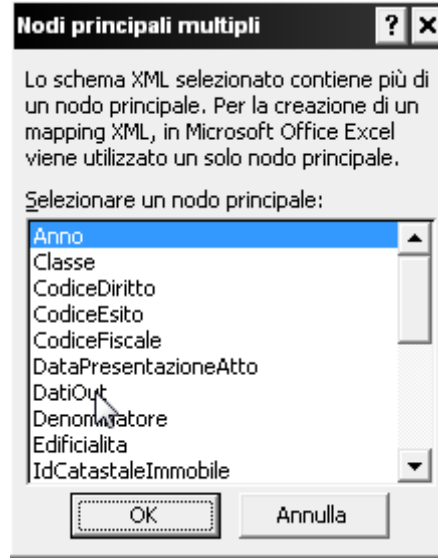 Nodi principali multipli
Lo schema XML selezionato contiene più di
un nodo principale. Per la creazione di un
mapping XML, in Microsoft Office Excel
viene utilizzato un solo nodo principale.
Selezionare un nodo principale:
Anno
Classe
CodiceDiritto
CodiceEsito
CodiceFiscale
DataPresentazioneAtto
DatiOut
Denominatore
Edificialita
IdCatastaleImmobile
OK Annulla